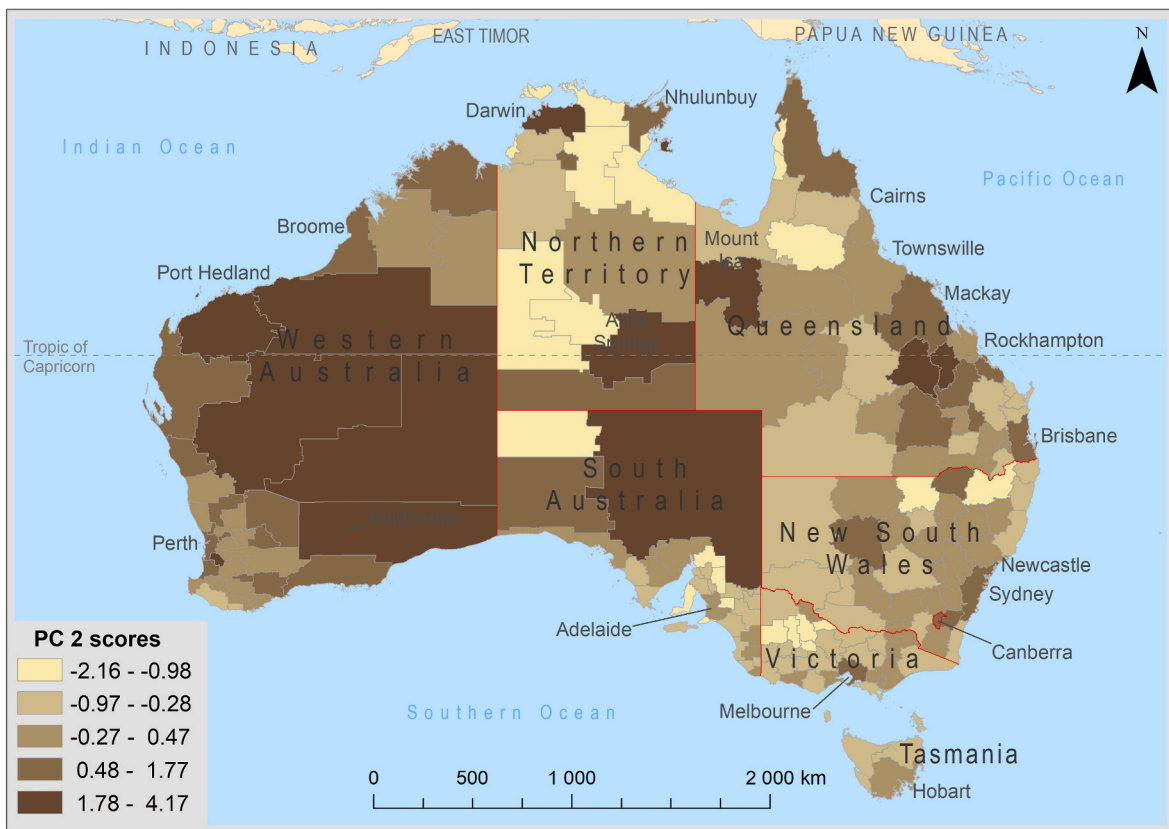 INDONESIA
EAST TIMOR
PAPUA NEW GUINEA
N
Darwin
Nhulunbuy
Indian Ocean
Pacific Ocean
Cairns
Broome
Northern
Territory
Mount
Isa
Townswille
Port Hedland
Mackay
Western
Australia
Alice
Springs
Queensland
Rockhampton
Tropic of
Capricorn
Brisbane
South
Australia
Kalgoorlie
New South
Wales
Perth
Newcastle
Sydney
Adelaide
Canberra
Victoria
Melbourne
Southern Ocean
Tasmania
Hobart
PC 2 scores
-2.16 - -0.98
-0.97 - -0.28
-0.27 - 0.47
0.48 - 1.77
1.78 - 4.17
0 500 1 000 2 000 km